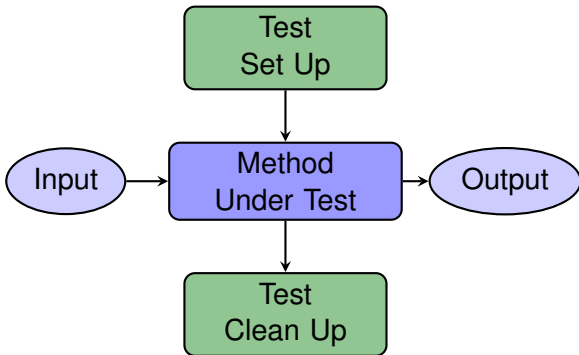 Test
Set Up
Input
Method
Under Test
Output
Test
Clean Up